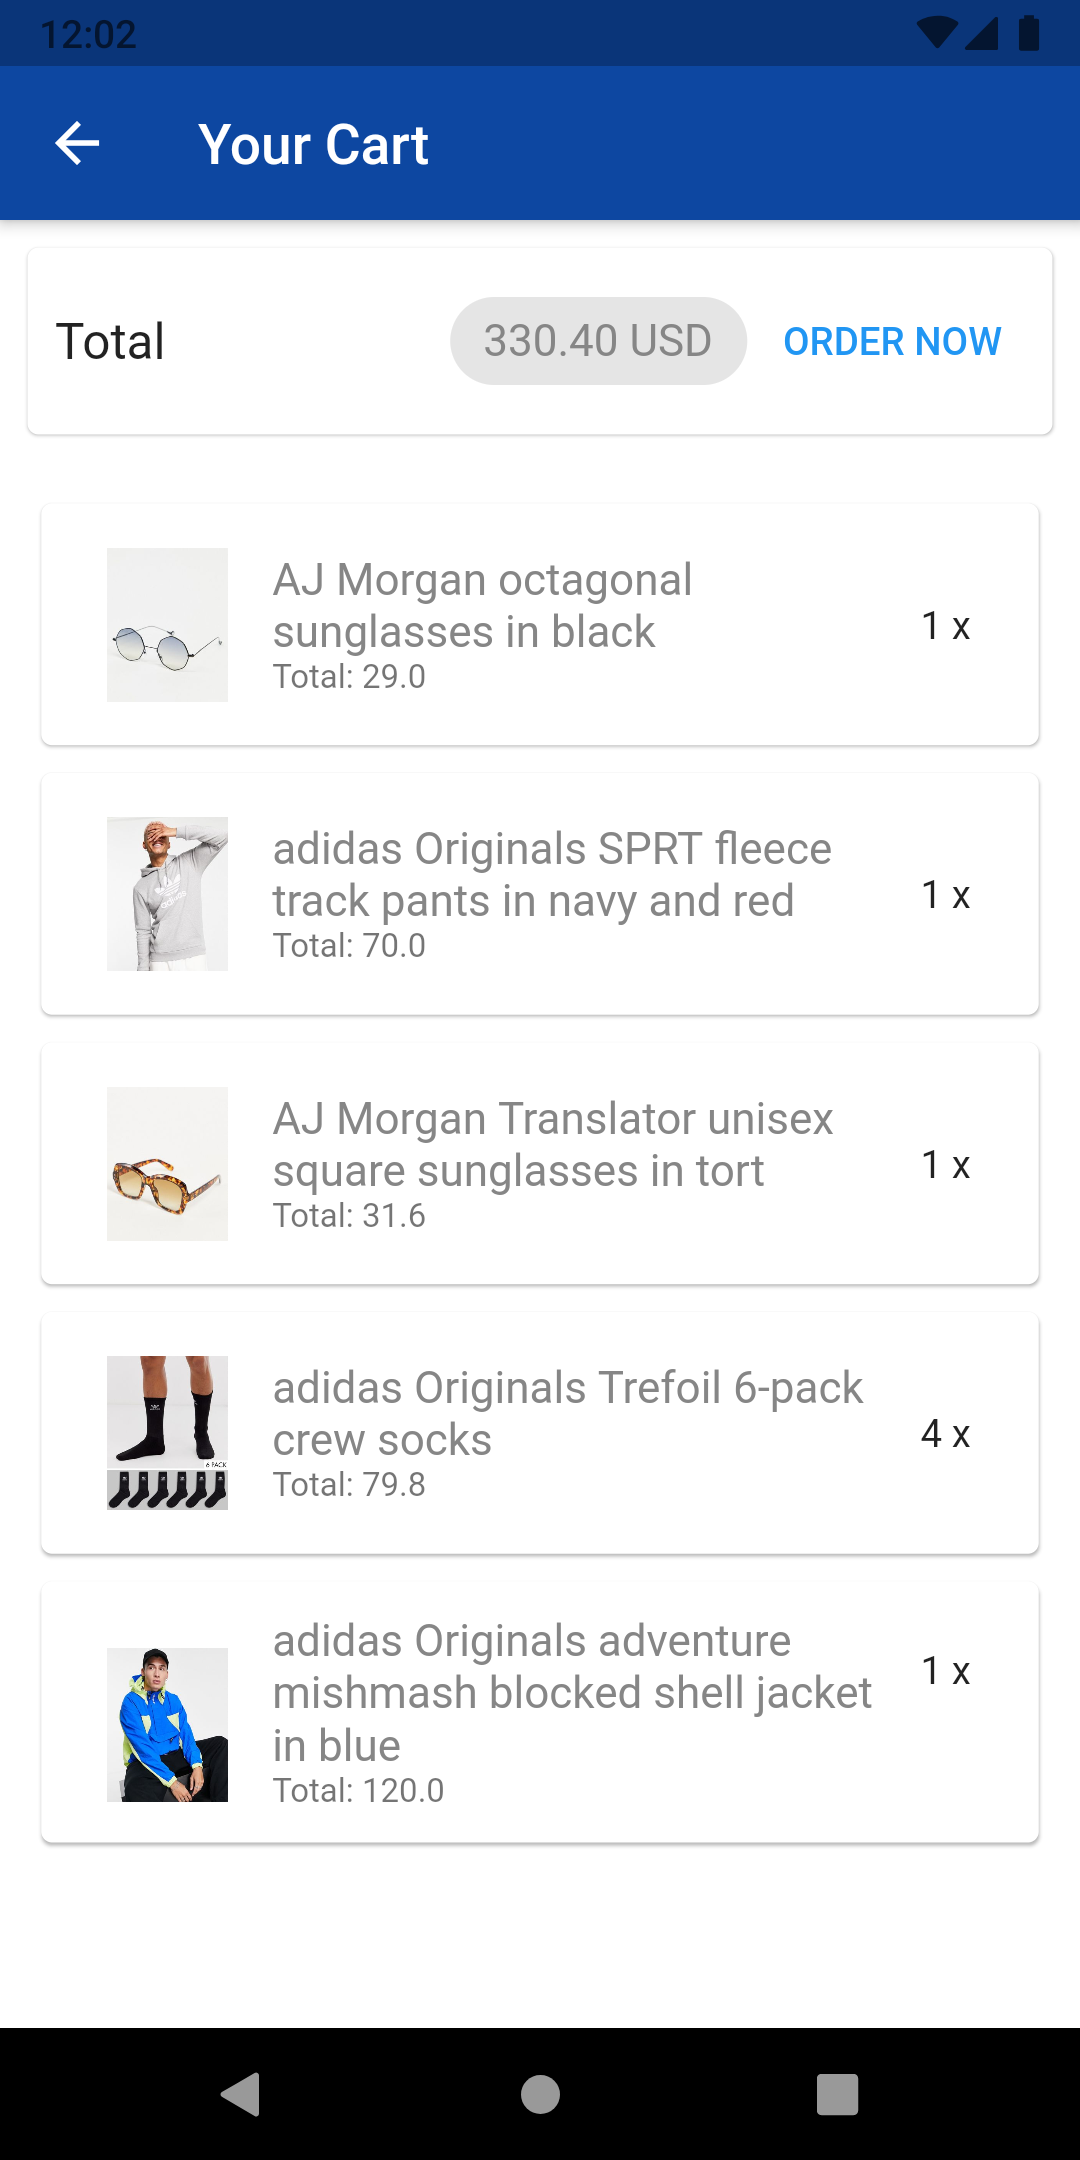 12:02
Your Cart
Total
330.40 USD
ORDER NOW
AJ Morgan octagonal
sunglasses in black
Total: 29.0
1 x
adidas Originals SPRT fleece
track pants in navy and red
Total: 70.0
1 x
AJ Morgan Translator unisex
square sunglasses in tort
Total: 31.6
1 x
6 PACK
adidas Originals Trefoil 6-pack
crew socks
Total: 79.8
4 x
adidas Originals adventure
mishmash blocked shell jacket
in blue
Total: 120.0
1 x